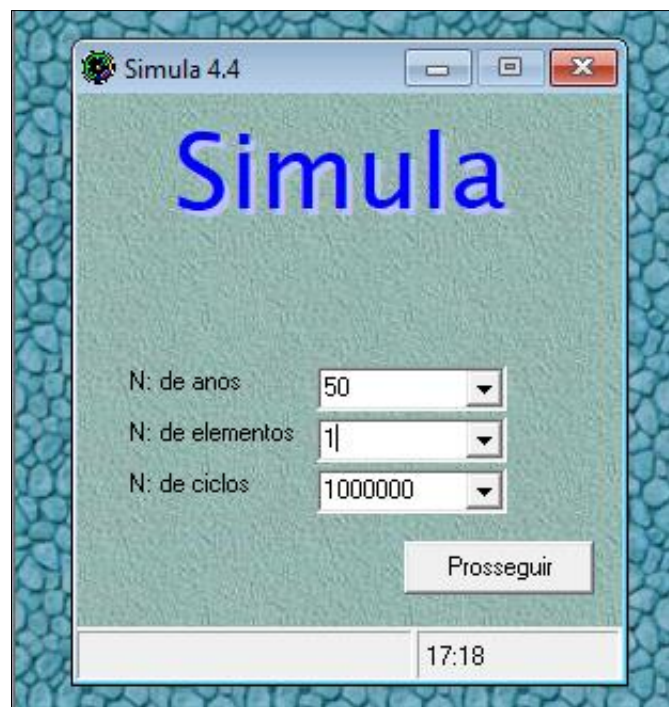 Simula 4.4
Simula
N: de anos 50
N: de elementos 1
N: de ciclos 1000000
Prosseguir
17:18